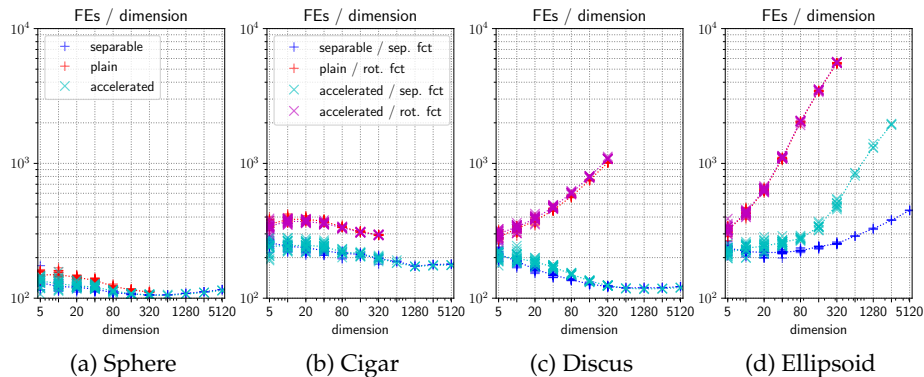 FEs / dimension
separable
plain
accelerated
10^4
10^3
10^2
5 20 80 320 1280 5120
dimension
(a) Sphere
FEs / dimension
separable / sep. fct
plain / rot. fct
accelerated / sep. fct
accelerated / rot. fct
10^4
10^3
10^2
5 20 80 320 1280 5120
dimension
(b) Cigar
FEs / dimension
10^4
10^3
10^2
5 20 80 320 1280 5120
dimension
(c) Discus
FEs / dimension
10^4
10^3
10^2
5 20 80 320 1280 5120
dimension
(d) Ellipsoid